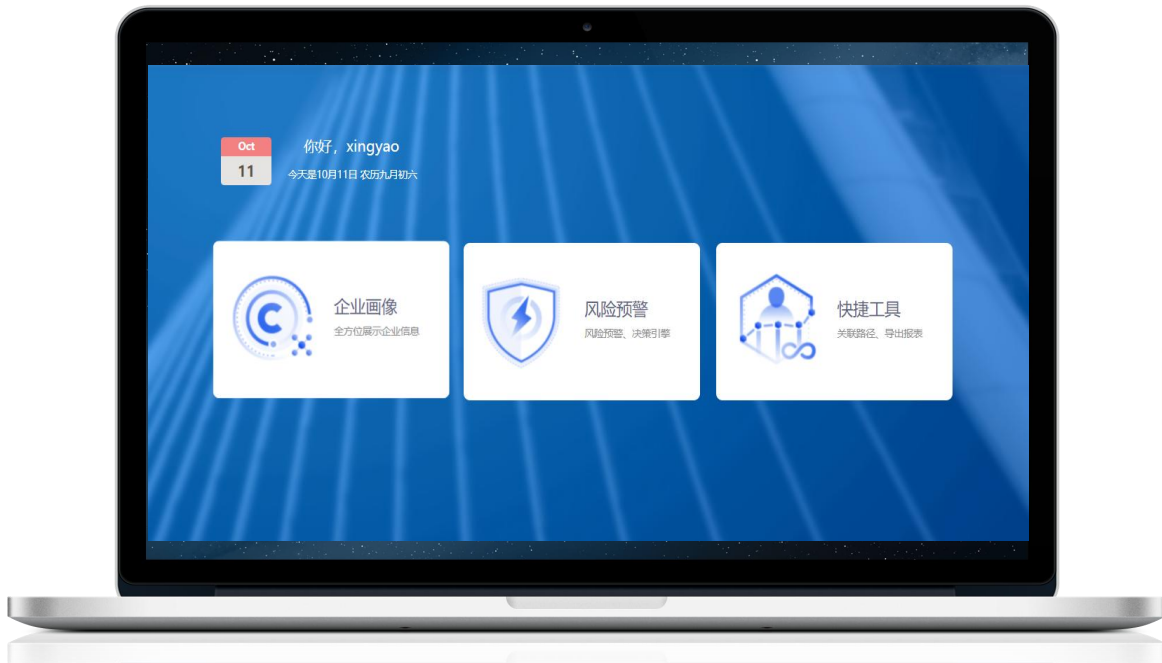 Oct
11
你好，xingyao
今天是10月11日 农历九月初六
企业画像
全方位展示企业信息
风险预警
风险预警、决策引擎
快捷工具
关联路径、导出报表